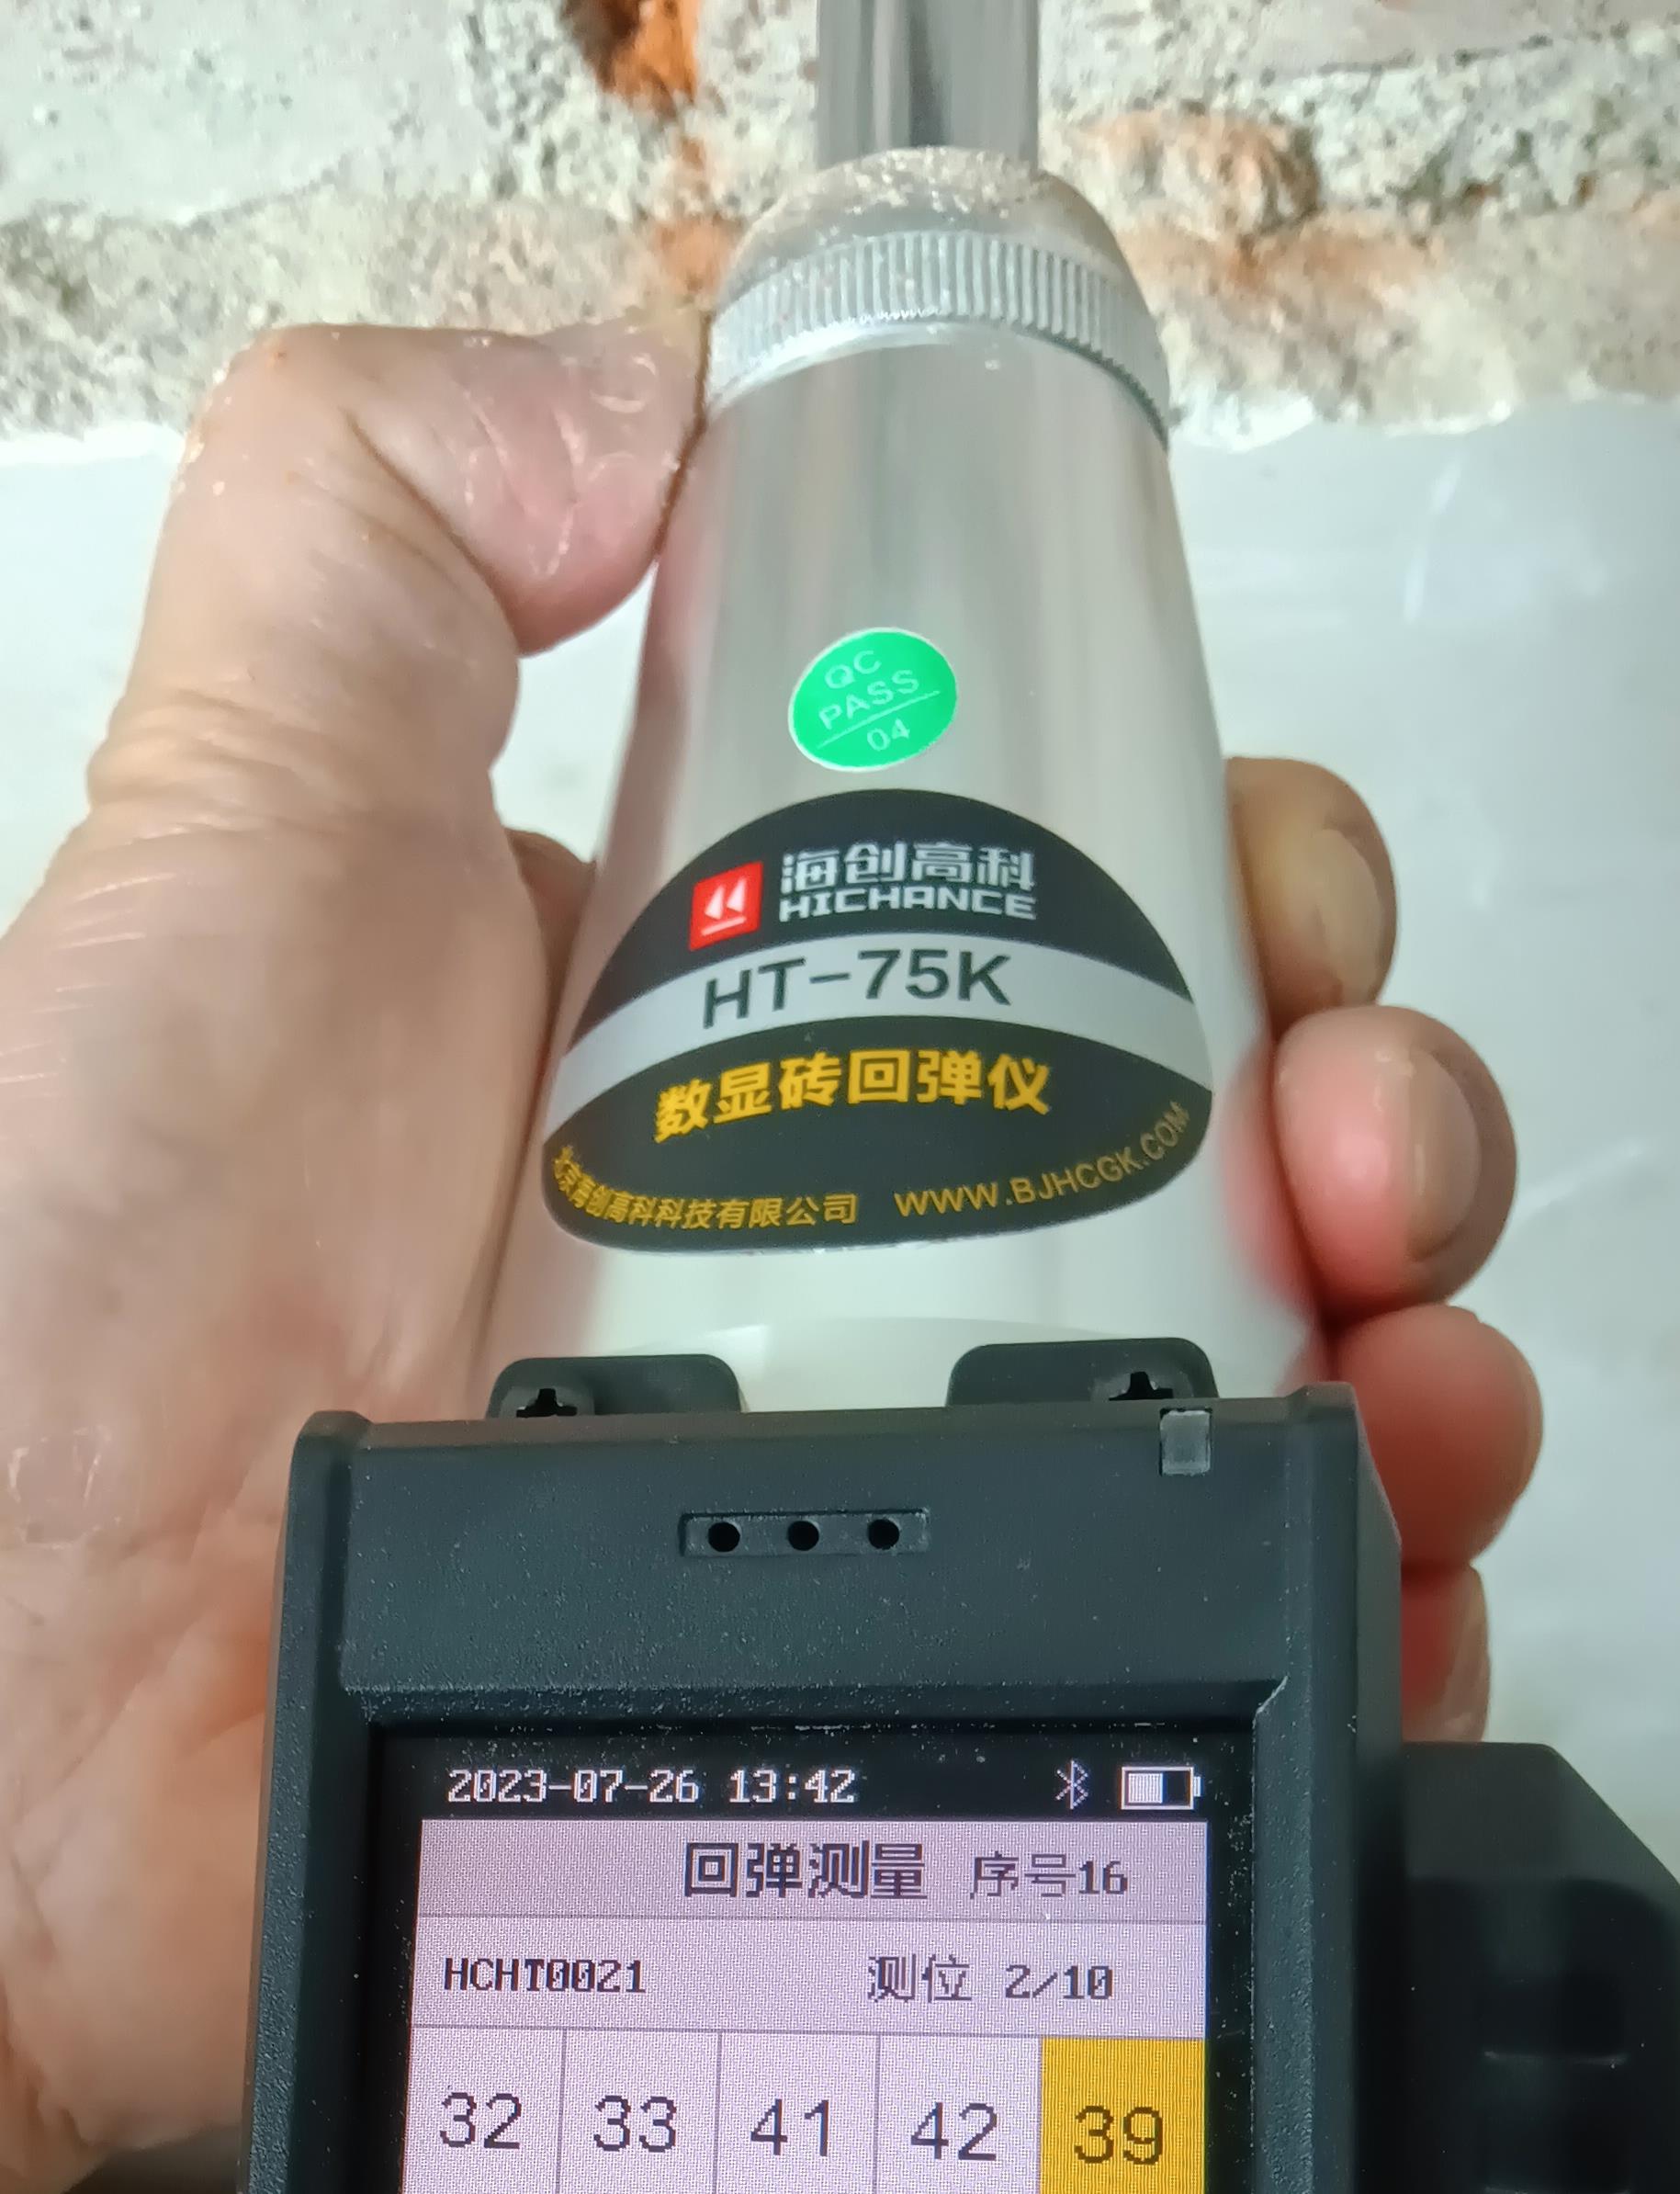 QC
PASS
04
海创高科
HICHANCE
HT-75K
数显砖回弹仪
北京海创高科科技有限公司 WWW.BJHCGK.COM
2023-07-26 13:42
回弹测量 序号16
HCHT0021 测位 2/10
32 33 41 42 39